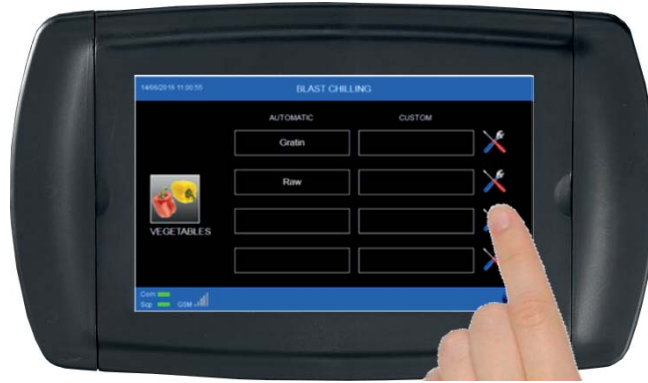 14/06/2016 11:00:55
BLAST CHILLING
AUTOMATIC
CUSTOM
Gratin
Raw
VEGETABLES
Com
Scp
GSM